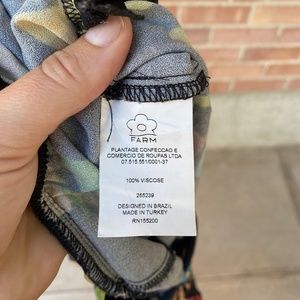 FARM
PLANTAGE CONFECCAO E
COMERCIO DE ROUPAS LTDA
07.515.551/0001-37
100% VISCOSE
255239
DESIGNED IN BRAZIL
MADE IN TURKEY
RN155200